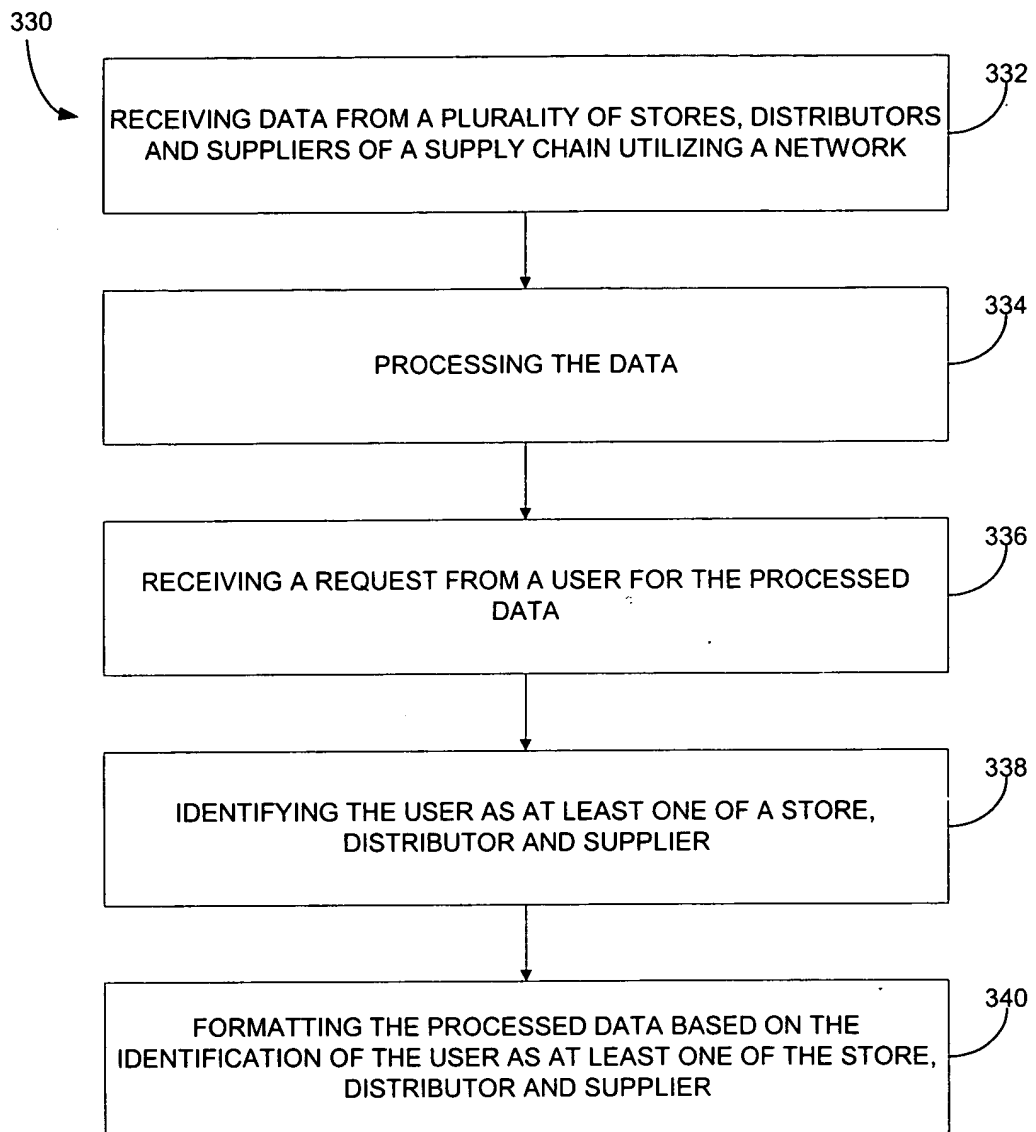 330
332
RECEIVING DATA FROM A PLURALITY OF STORES, DISTRIBUTORS
AND SUPPLIERS OF A SUPPLY CHAIN UTILIZING A NETWORK
334
PROCESSING THE DATA
336
RECEIVING A REQUEST FROM A USER FOR THE PROCESSED
DATA
338
IDENTIFYING THE USER AS AT LEAST ONE OF A STORE,
DISTRIBUTOR AND SUPPLIER
340
FORMATTING THE PROCESSED DATA BASED ON THE
IDENTIFICATION OF THE USER AS AT LEAST ONE OF THE STORE,
DISTRIBUTOR AND SUPPLIER